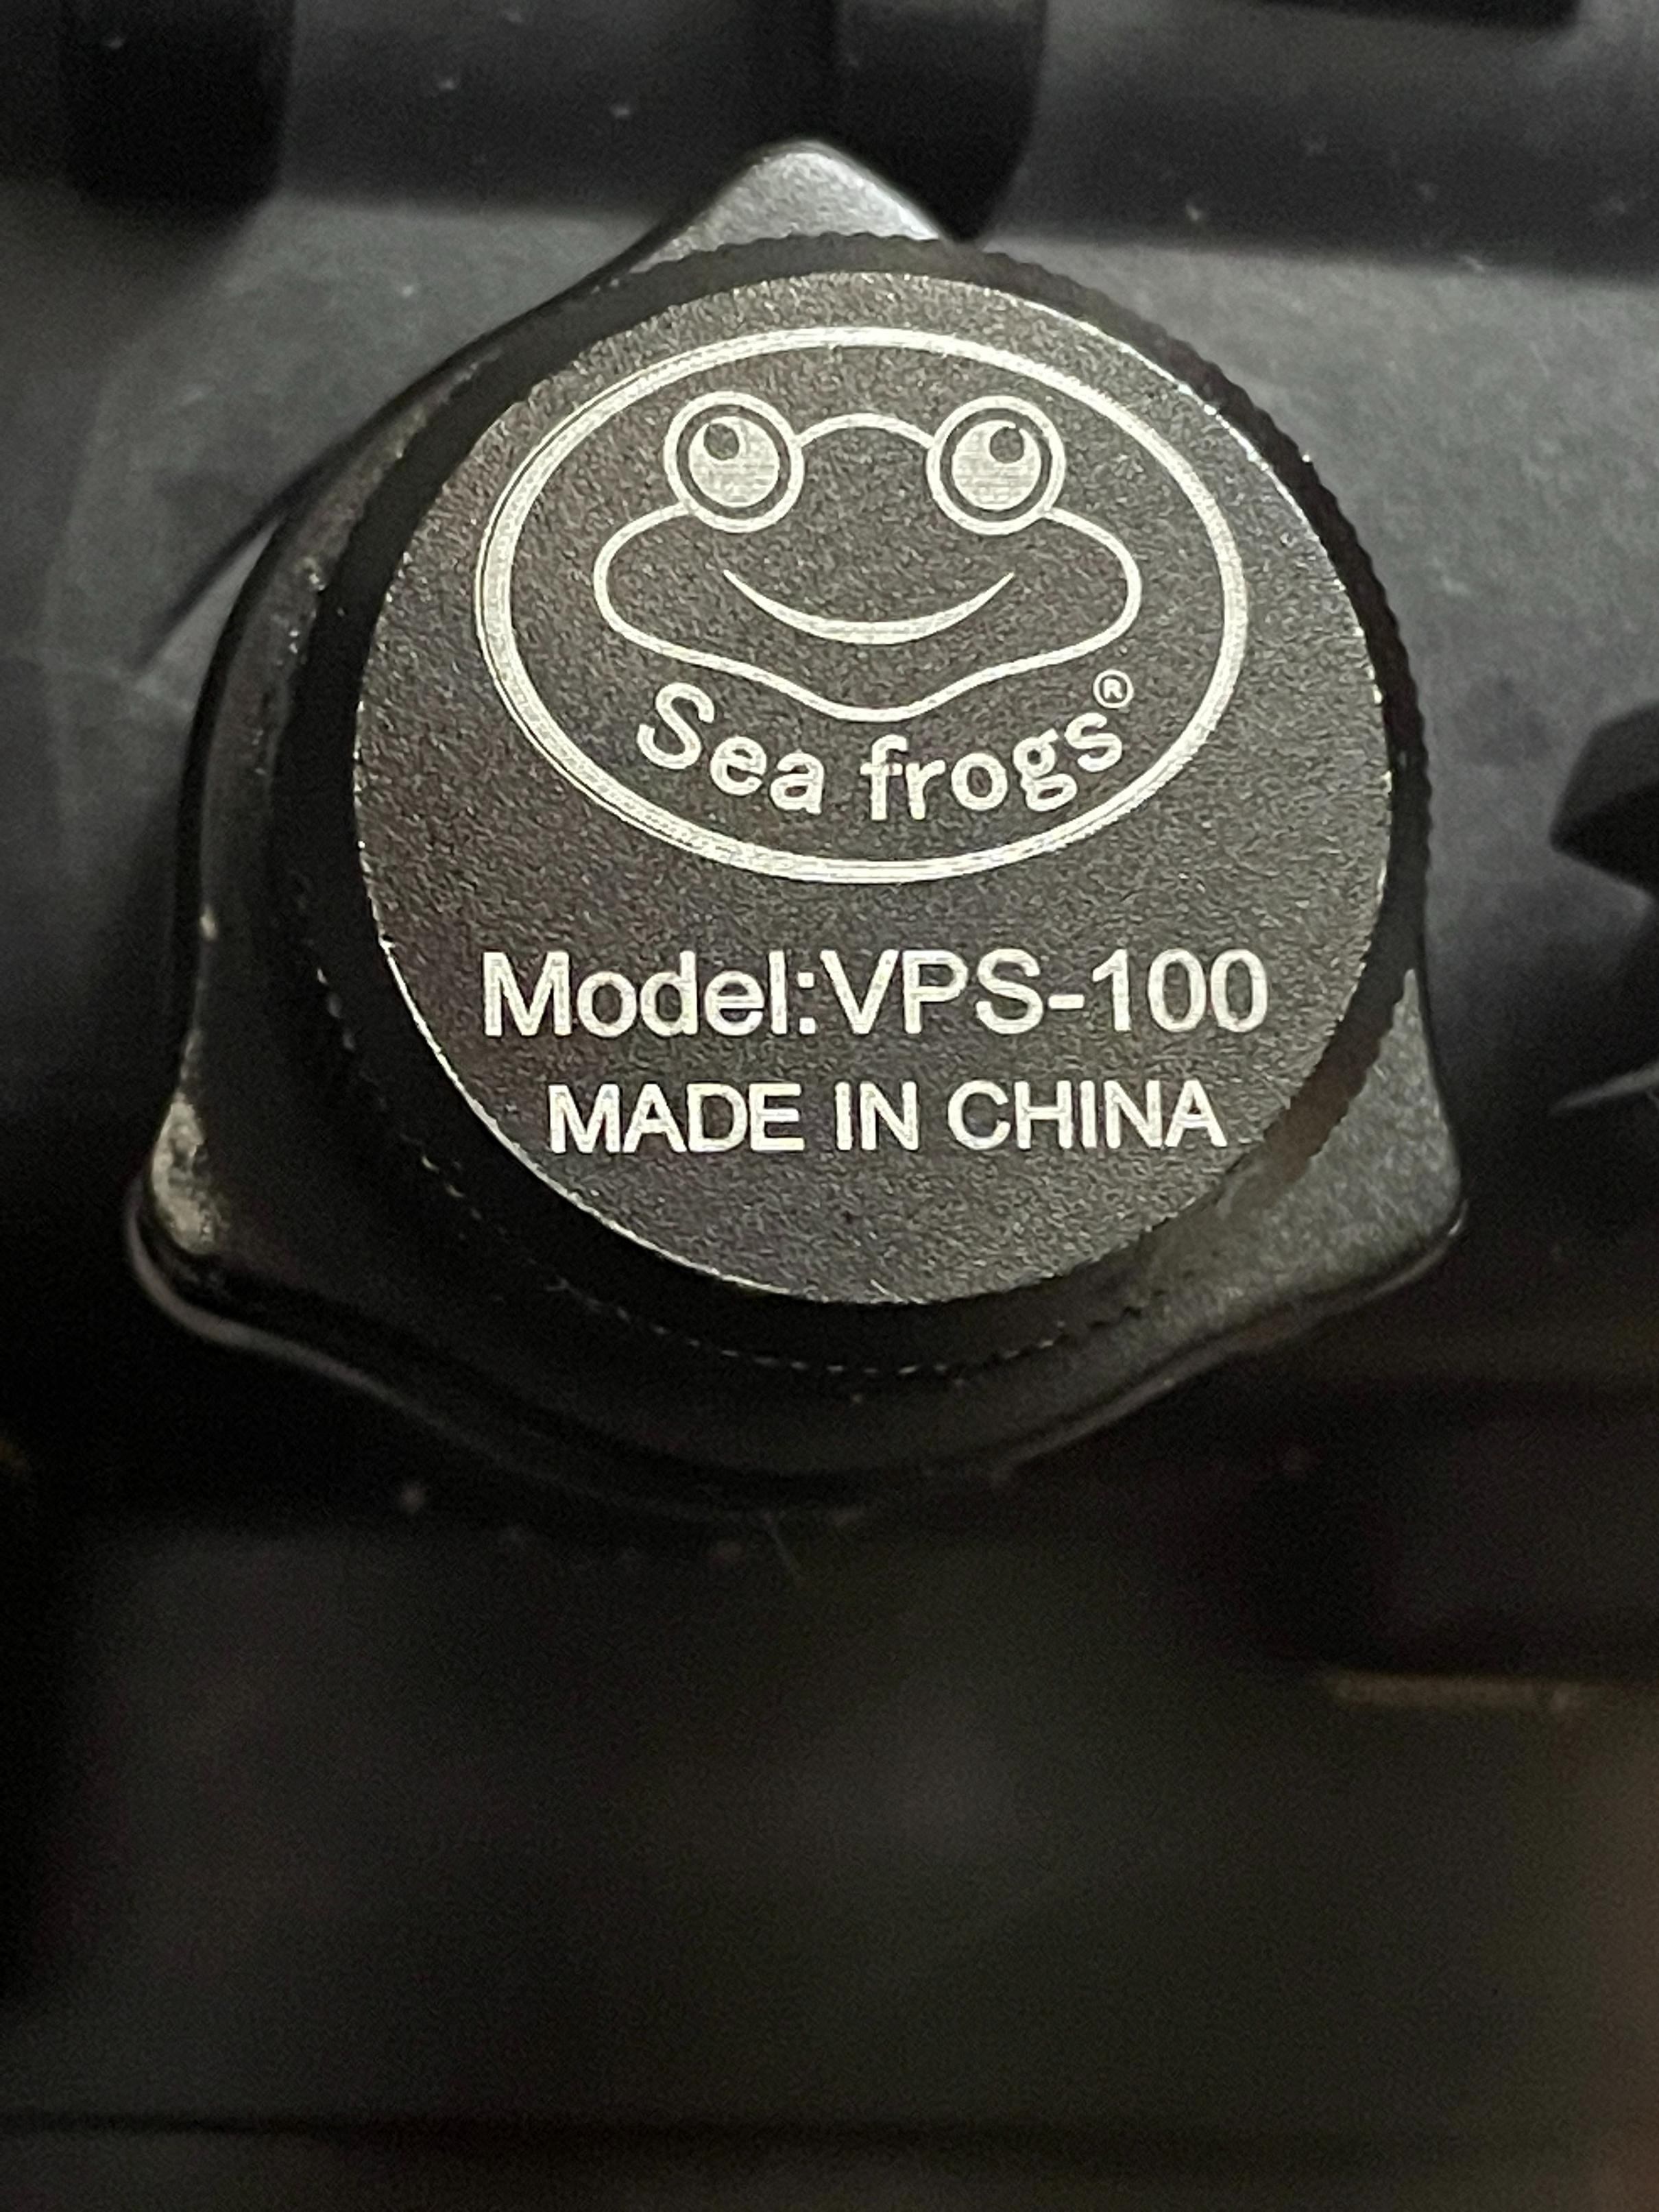 Sea frogs®
Model:VPS-100
MADE IN CHINA